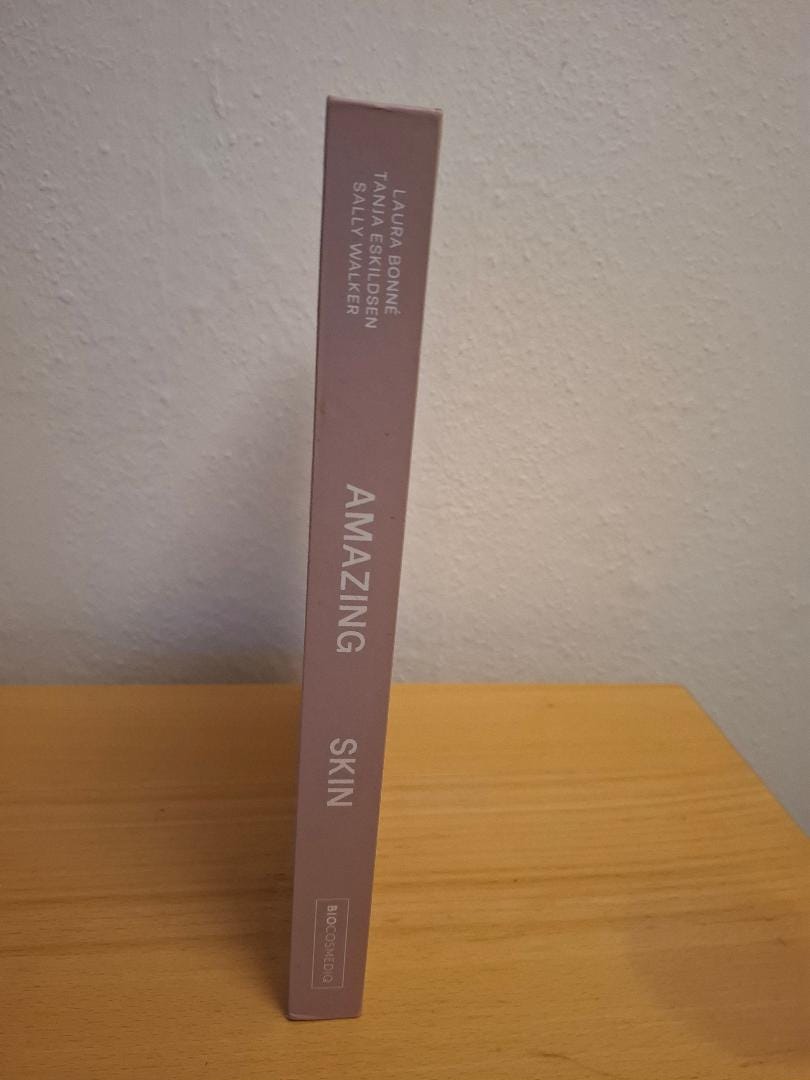 LAURA BONNÉ
TANJA ESKILDSEN
SALLY WALKER
AMAZING SKIN
BIOCOSMEDIQ